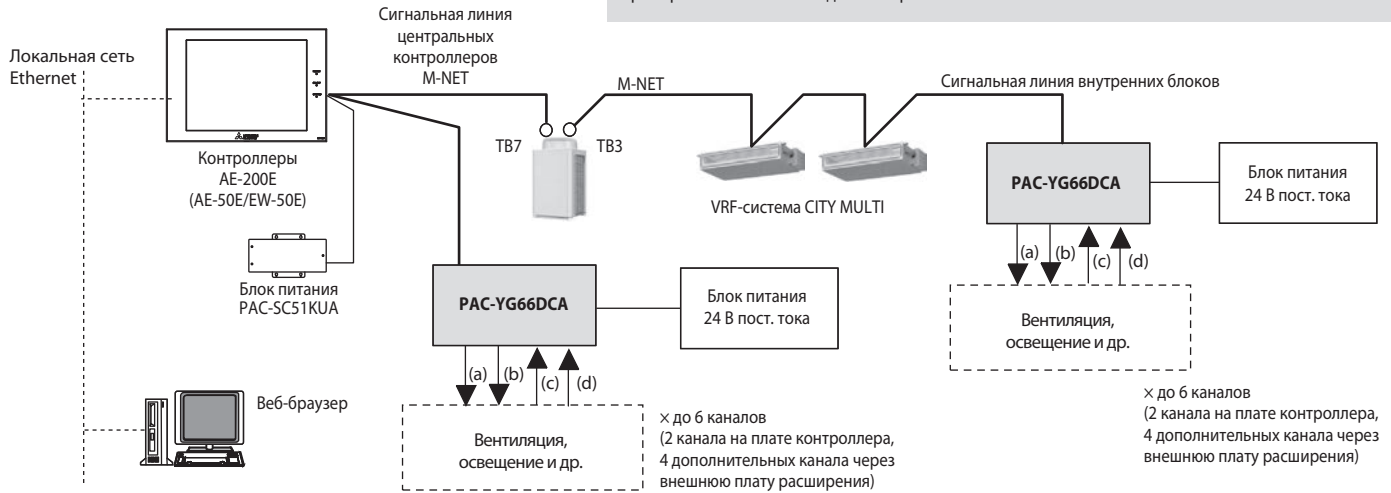 Сигнальная линия
центральных
контроллеров
M-NET
Локальная сеть
Ethernet
M-NET
Сигнальная линия внутренних блоков
TB7
TB3
Контроллеры
AE-200E
(AE-50E/EW-50E)
VRF-система CITY MULTI
PAC-YG66DCA
Блок питания
24 В пост. тока
(a)
(b)
(c)
(d)
Вентиляция,
освещение и др.
× до 6 каналов
(2 канала на плате контроллера,
4 дополнительных канала через
внешнюю плату расширения)
Блок питания
PAC-SC51KUA
PAC-YG66DCA
Блок питания
24 В пост. тока
(a)
(b)
(c)
(d)
Вентиляция,
освещение и др.
× до 6 каналов
(2 канала на плате контроллера,
4 дополнительных канала через
внешнюю плату расширения)
Веб-браузер